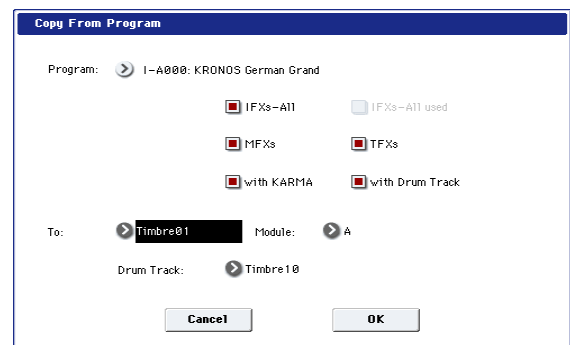 Copy From Program
Program: I-A000: KRONOS German Grand
IFXs-All IFXs-All used
MFXs TFXs
with KARMA with Drum Track
To: Timbre01 Module: A
Drum Track: Timbre10
Cancel OK